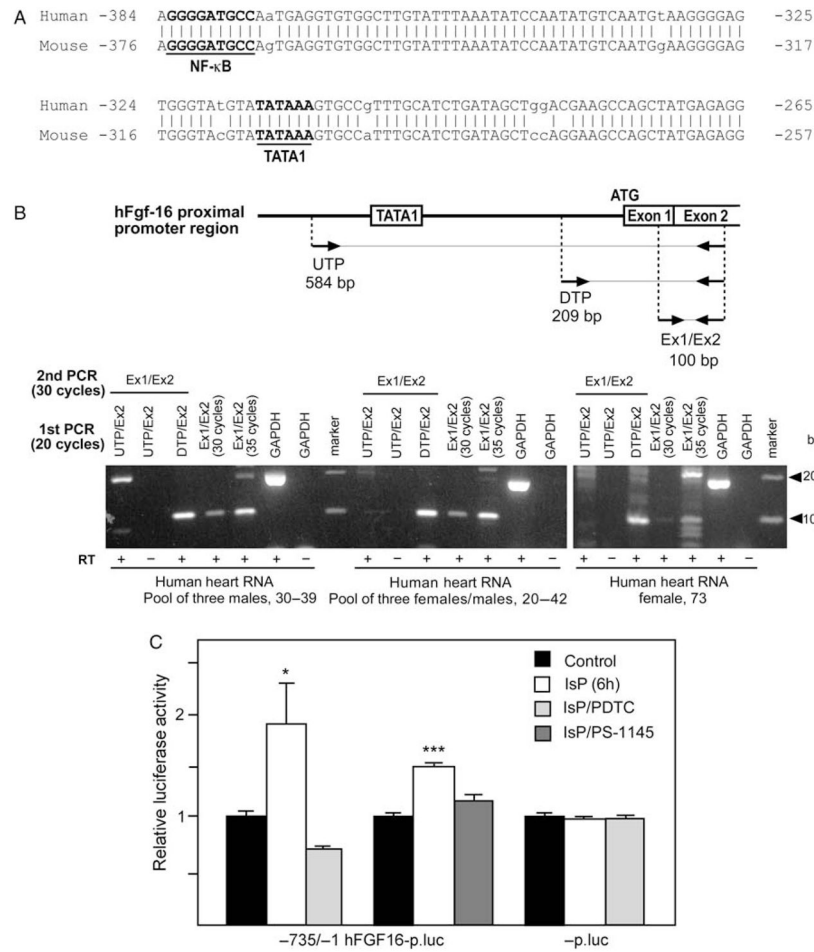 A
Human -384 AGGGGATGCCAaTGAGGTGTGGCTTGTATTTAAATATCCAATATGTCAATGtAAGGGGAG -325
Mouse -376 AGGGGATGCCAgTGAGGTGTGGCTTGTATTTAAATATCCAATATGTCAATGgAAGGGGAG -317
NF-κB
Human -324 TGGGTAtGTATATAAAGTGCCgTTTGCATCTGATAGCTggACGAAGCCAGCTATGAGAGG -265
Mouse -316 TGGGTAcGTATATAAAGTGCCaTTTGCATCTGATAGCTccAGGAAGCCAGCTATGAGAGG -257
TATA1
B
hFgf-16 proximal
promoter region
TATA1
ATG
Exon 1 Exon 2
UTP
584 bp
DTP
209 bp
Ex1/Ex2
100 bp
2nd PCR
(30 cycles)
Ex1/Ex2 Ex1/Ex2 Ex1/Ex2
1st PCR
(20 cycles)
UTP/Ex2 UTP/Ex2 DTP/Ex2 Ex1/Ex2 (30 cycles) Ex1/Ex2 (35 cycles) GAPDH GAPDH marker UTP/Ex2 UTP/Ex2 DTP/Ex2 Ex1/Ex2 (30 cycles) Ex1/Ex2 (35 cycles) GAPDH GAPDH UTP/Ex2 UTP/Ex2 DTP/Ex2 Ex1/Ex2 (30 cycles) Ex1/Ex2 (35 cycles) GAPDH GAPDH marker
RT + − + + + + − + − + + + + − + − + + + + −
Human heart RNA
Pool of three males, 30–39
Human heart RNA
Pool of three females/males, 20–42
Human heart RNA
female, 73
C
Relative luciferase activity
2
1
* ***
Control
IsP (6h)
IsP/PDTC
IsP/PS-1145
–735/–1 hFGF16-p.luc –p.luc